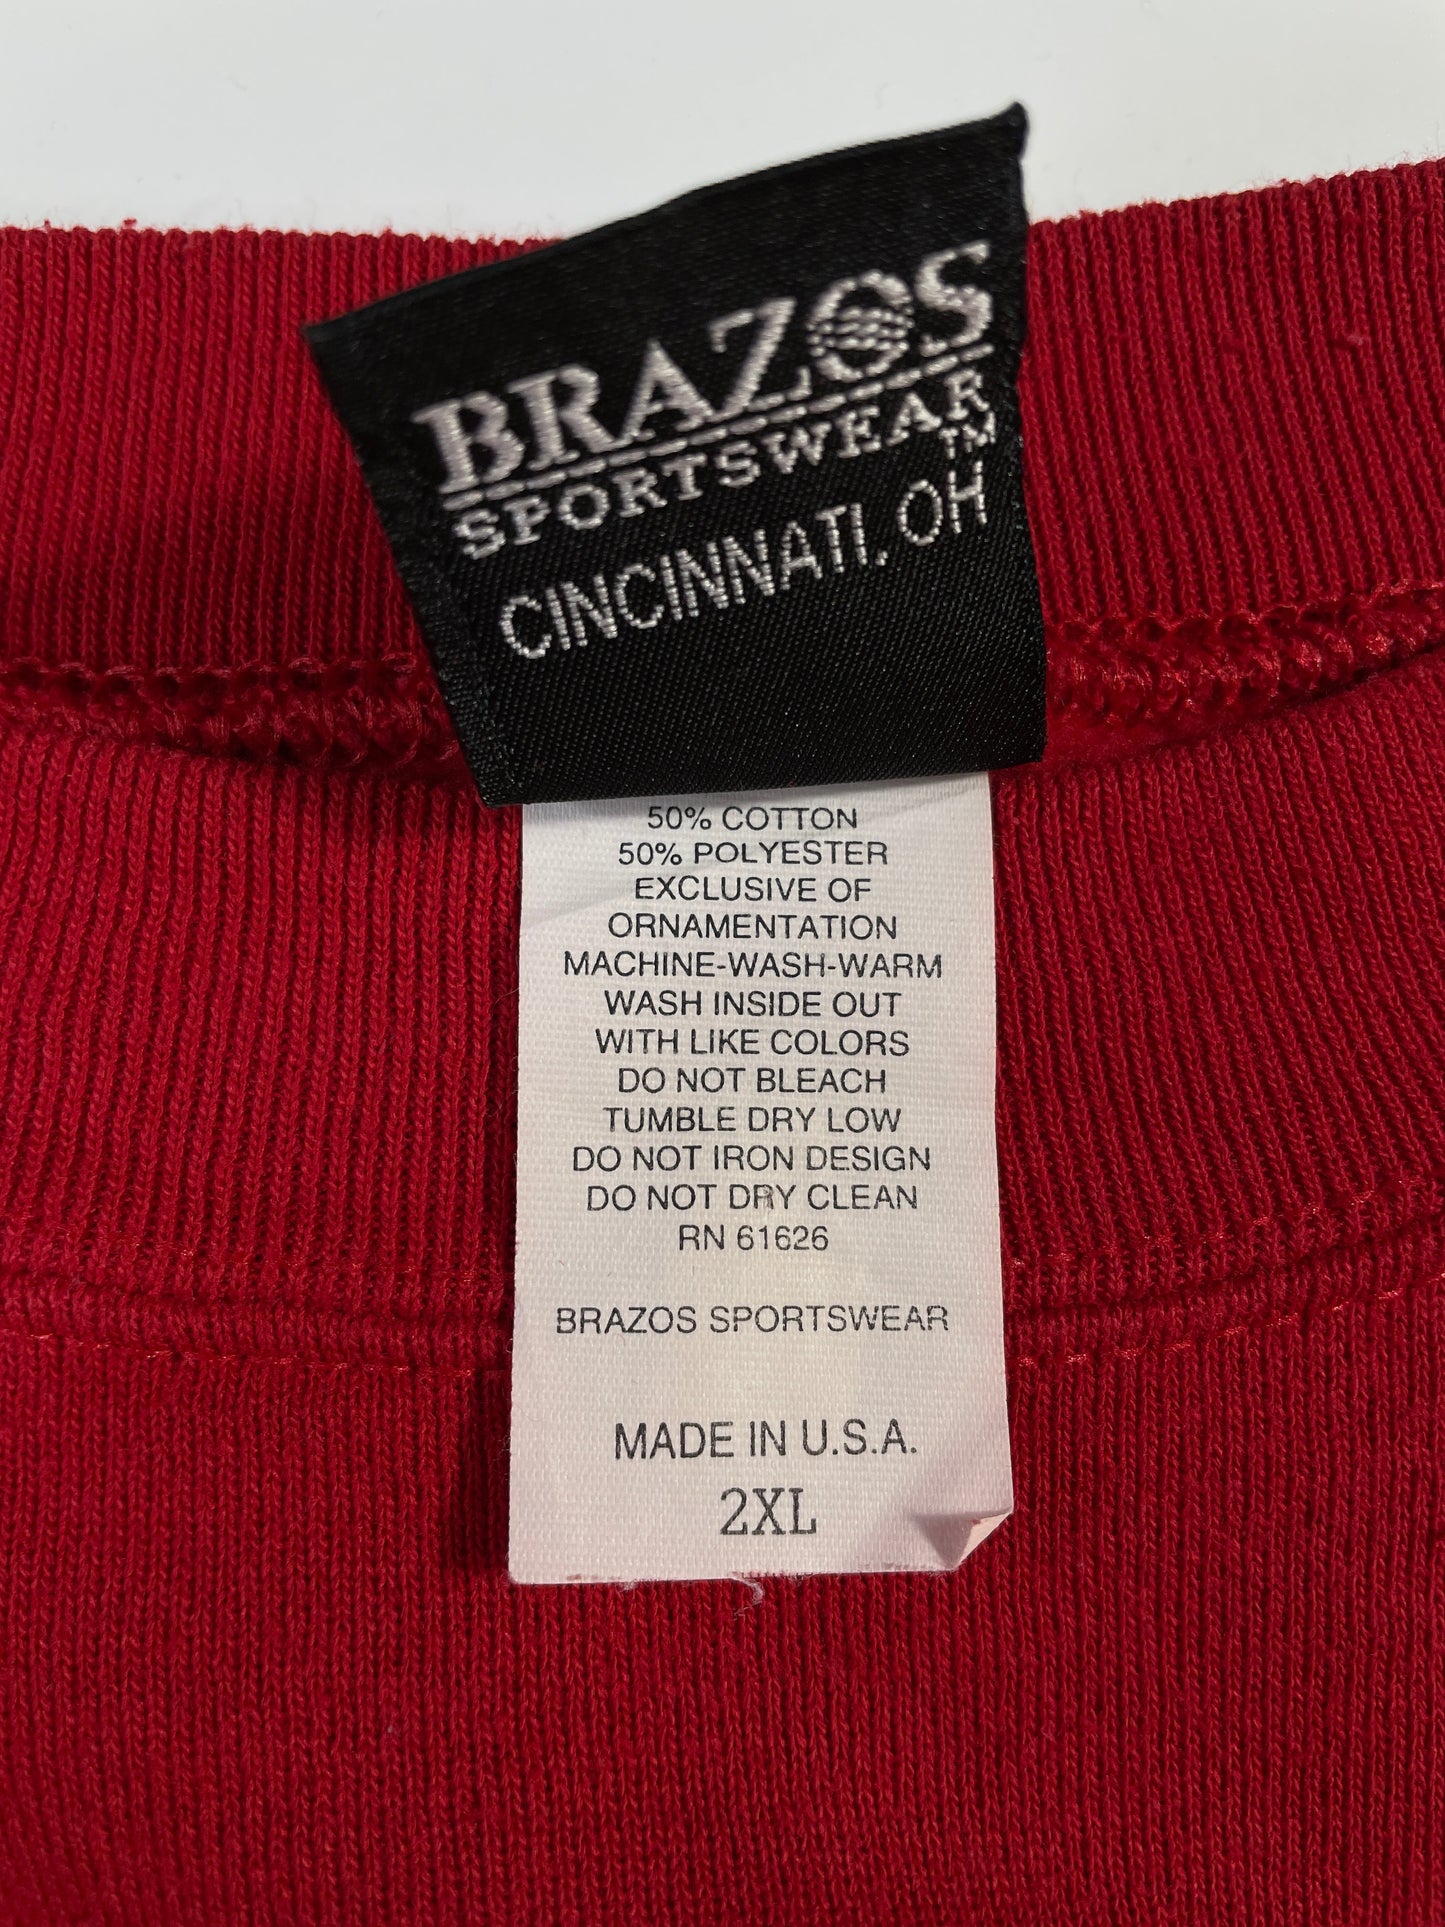 BRAZOS
SPORTSWEAR
TM
CINCINNATI, OH
50% COTTON
50% POLYESTER
EXCLUSIVE OF
ORNAMENTATION
MACHINE-WASH-WARM
WASH INSIDE OUT
WITH LIKE COLORS
DO NOT BLEACH
TUMBLE DRY LOW
DO NOT IRON DESIGN
DO NOT DRY CLEAN
RN 61626
BRAZOS SPORTSWEAR
MADE IN U.S.A.
2XL